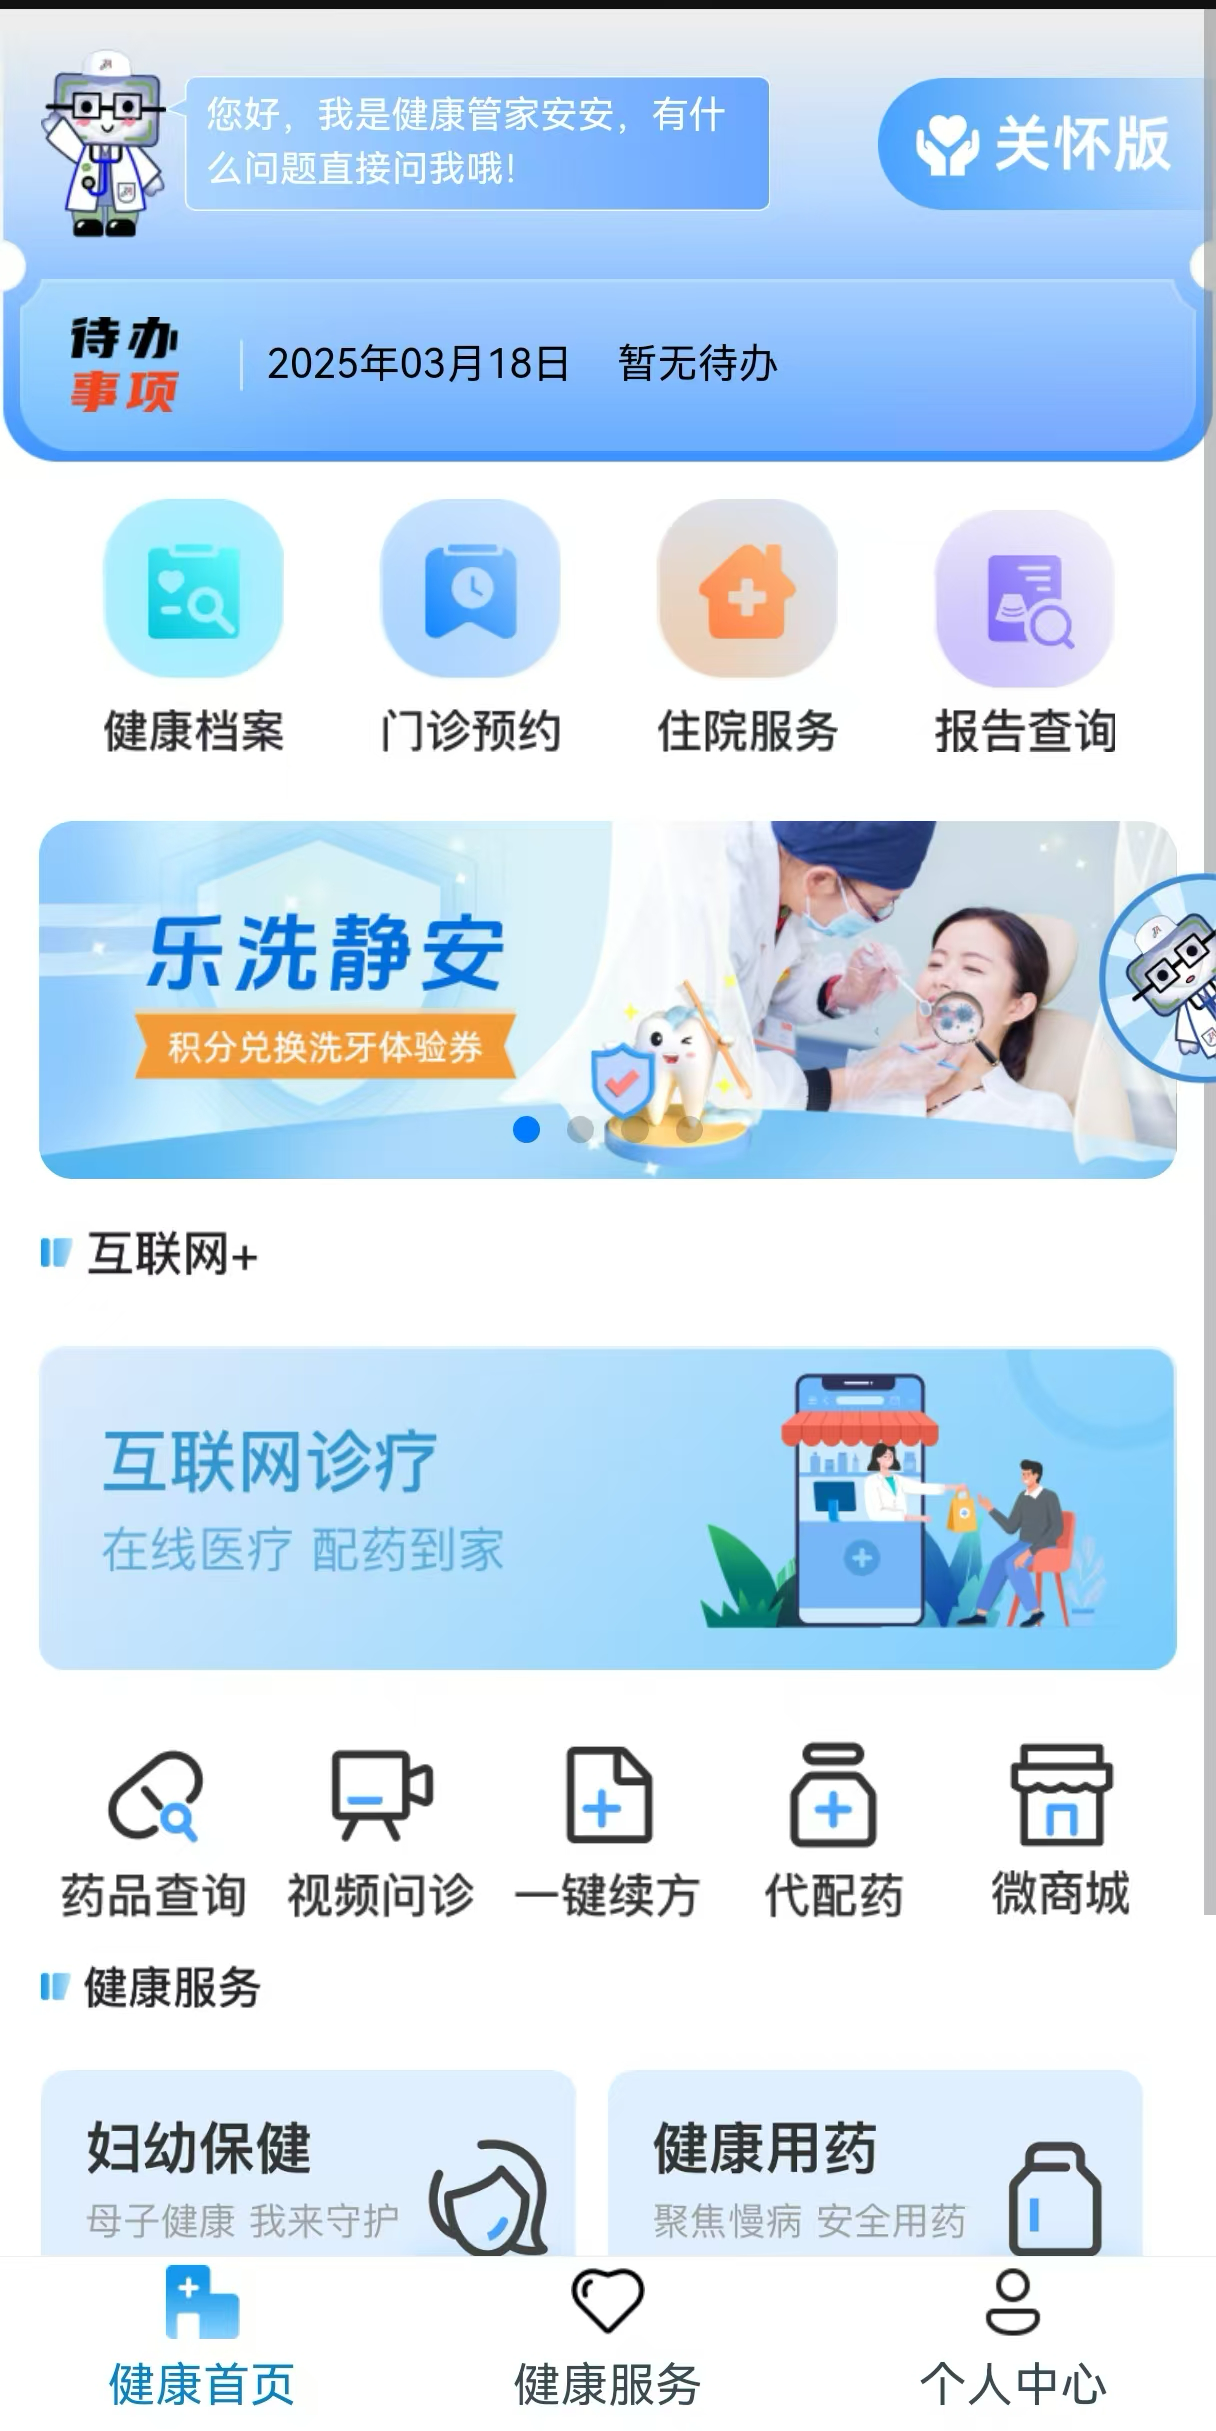 您好，我是健康管家安安，有什
么问题直接问我哦！
关怀版
待办
事项
2025年03月18日 暂无待办
健康档案 门诊预约 住院服务 报告查询
乐洗静安
积分兑换洗牙体验券
互联网+
互联网诊疗
在线医疗 配药到家
药品查询 视频问诊 一键续方 代配药 微商城
健康服务
妇幼保健 健康用药
母子健康 我来守护 聚焦慢病 安全用药
健康首页 健康服务 个人中心